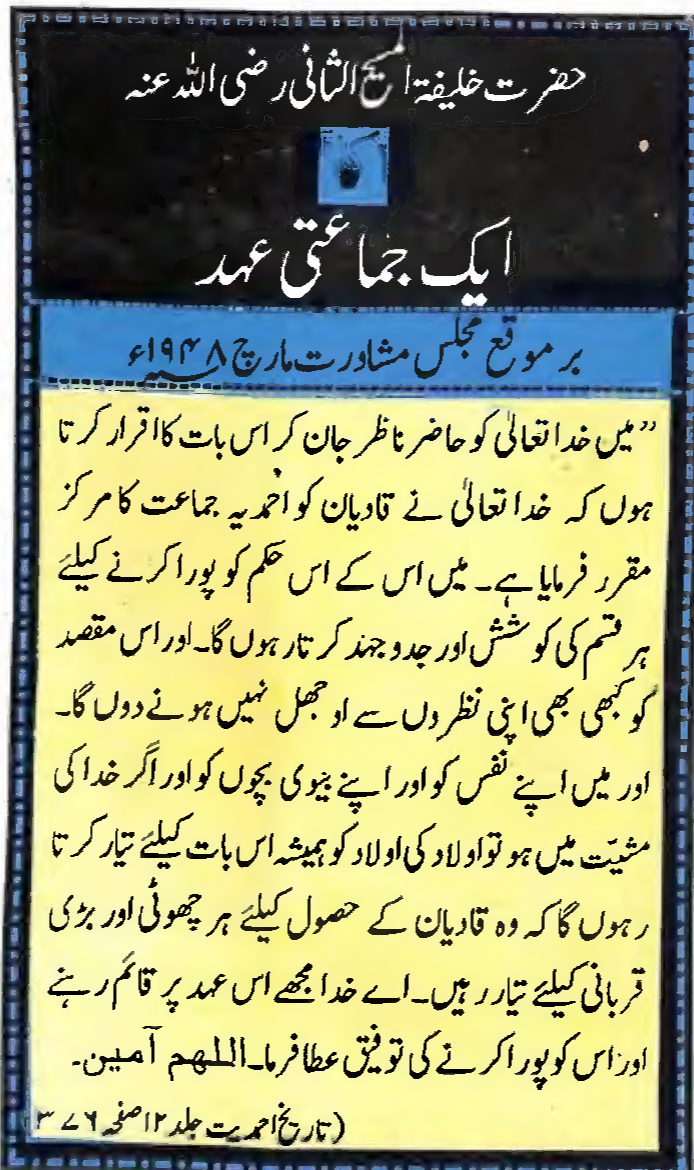 حضرت خلیفۃ المسیح الثانی رضی اللہ عنہ
ایک جماعتی عہد
بر موقع مجلس مشاورت مارچ ۱۹۴۸ء
”میں خدا تعالیٰ کو حاضر ناظر جان کر اس بات کا اقرار کرتا
ہوں کہ خدا تعالیٰ نے قادیان کو احمدیہ جماعت کا مرکز
مقرر فرمایا ہے۔ میں اس کے اس حکم کو پورا کرنے کیلئے
ہر قسم کی کوشش اور جدوجہد کرتا رہوں گا۔ اور اس مقصد
کو کبھی بھی اپنی نظروں سے اوجھل نہیں ہونے دوں گا۔
اور میں اپنے نفس کو اور اپنے بیوی بچوں کو اور اگر خدا کی
مشیّت میں ہو تو اولاد کی اولاد کو ہمیشہ اس بات کیلئے تیار کرتا
رہوں گا کہ وہ قادیان کے حصول کیلئے ہر چھوٹی اور بڑی
قربانی کیلئے تیار رہیں۔ اے خدا مجھے اس عہد پر قائم رہنے
اور اس کو پورا کرنے کی توفیق عطا فرما۔ اللھم آمین۔
(تاریخ احمدیت جلد ۱۲ صفحہ ۳۷۶